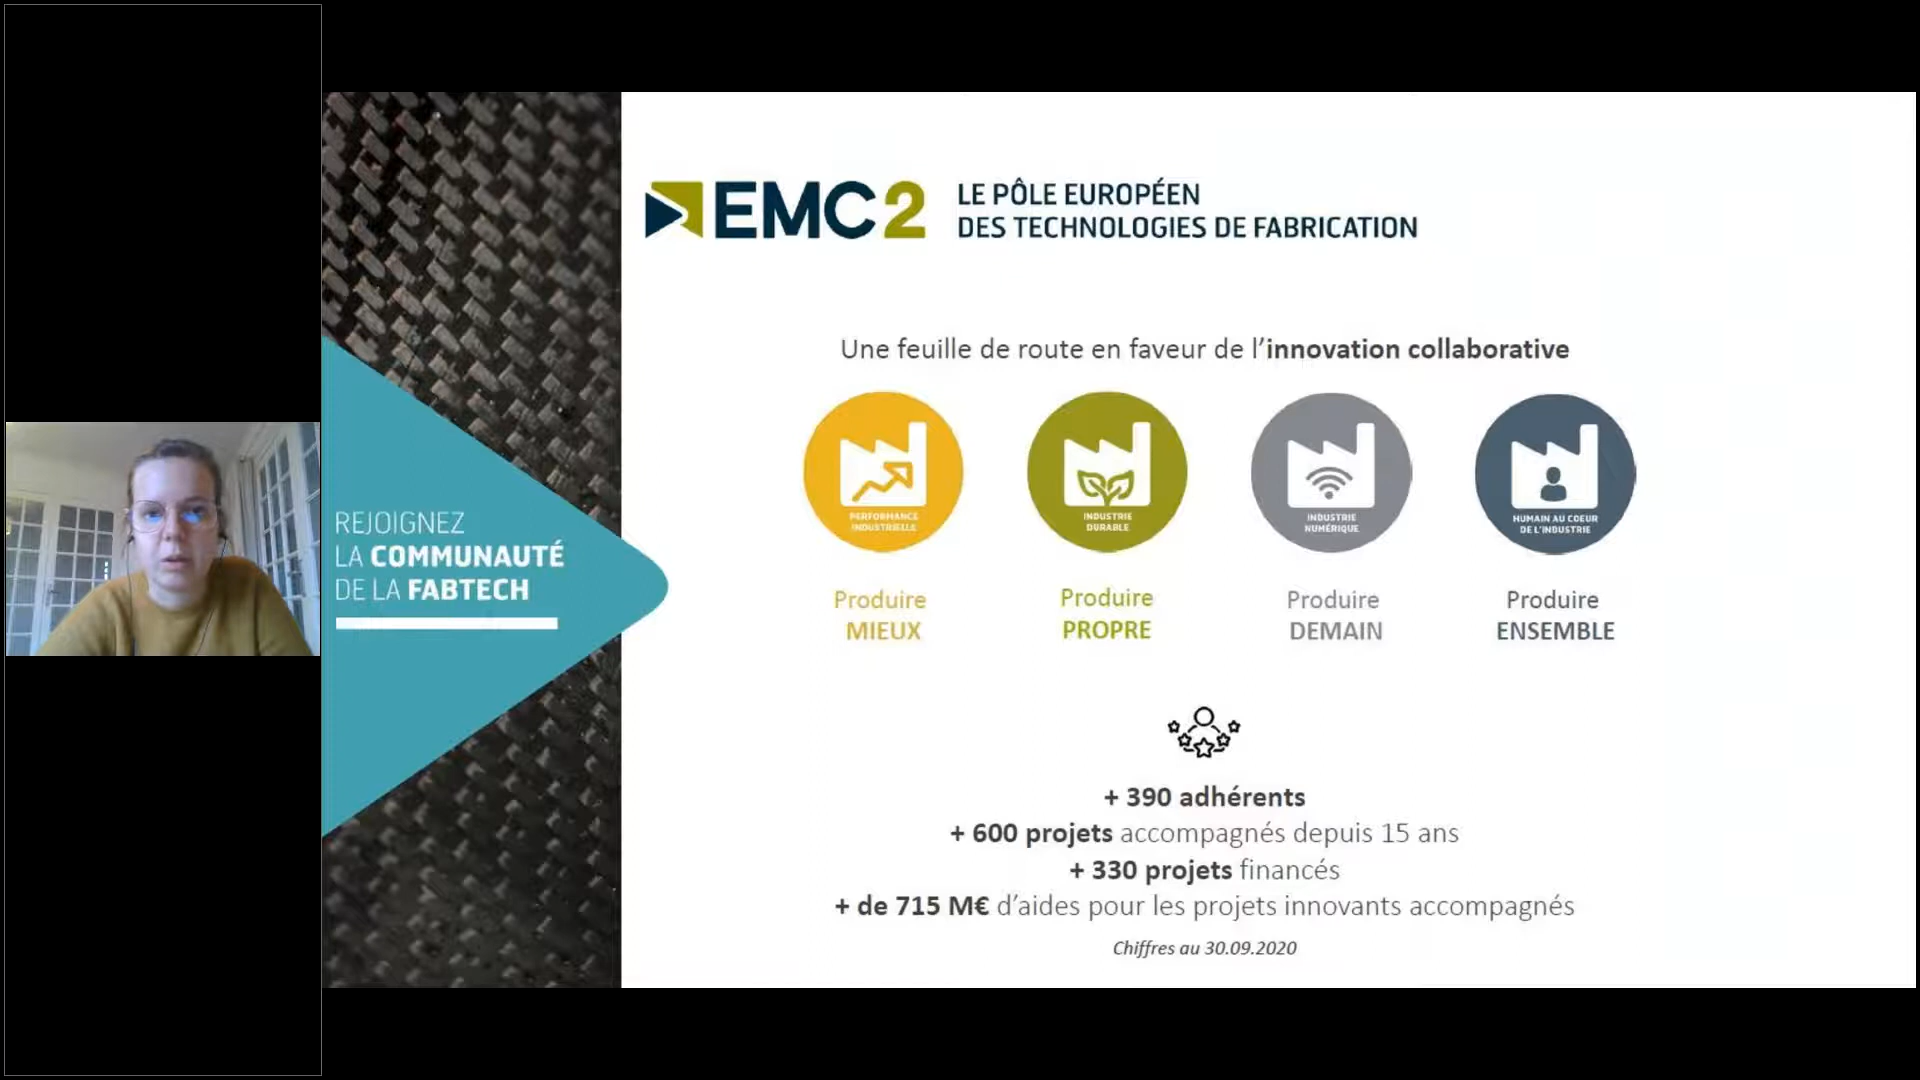 REJOIGNEZ
LA COMMUNAUTÉ
DE LA FABTECH
EMC2
LE PÔLE EUROPÉEN
DES TECHNOLOGIES DE FABRICATION
Une feuille de route en faveur de l’innovation collaborative
PERFORMANCE
INDUSTRIELLE
INDUSTRIE
DURABLE
INDUSTRIE
NUMÉRIQUE
HUMAIN AU COEUR
DE L'INDUSTRIE
Produire
MIEUX
Produire
PROPRE
Produire
DEMAIN
Produire
ENSEMBLE
+ 390 adhérents
+ 600 projets accompagnés depuis 15 ans
+ 330 projets financés
+ de 715 M€ d’aides pour les projets innovants accompagnés
Chiffres au 30.09.2020